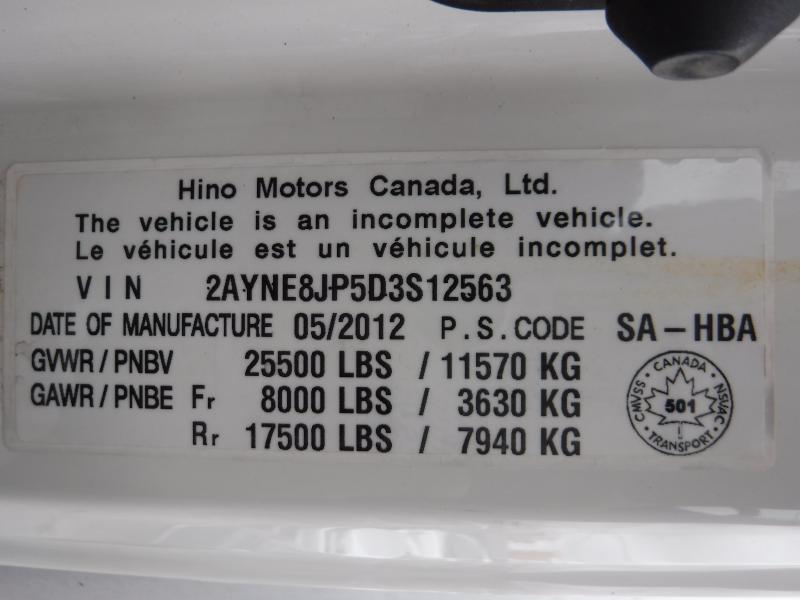 Hino Motors Canada, Ltd.
The vehicle is an incomplete vehicle.
Le véhicule est un véhicule incomplet.
VIN 2AYNE8JP5D3S12563
DATE OF MANUFACTURE 05/2012 P.S.CODE SA-HBA
GVWR/PNBV 25500 LBS / 11570 KG
GAWR/PNBE Fr 8000 LBS / 3630 KG
Rr 17500 LBS / 7940 KG
CANADA
CMVSS
NSVAC
501
TRANSPORT